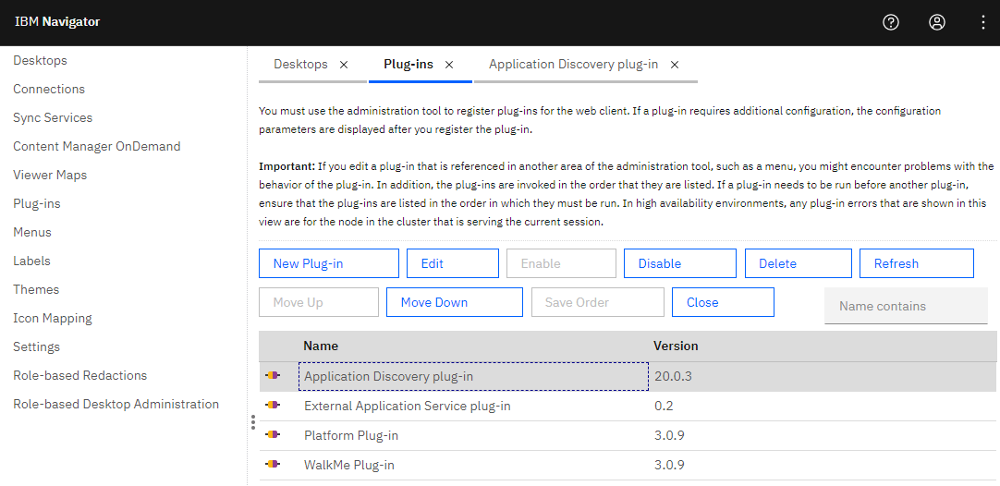 IBM Navigator
Desktops
Connections
Sync Services
Content Manager OnDemand
Viewer Maps
Plug-ins
Menus
Labels
Themes
Icon Mapping
Settings
Role-based Redactions
Role-based Desktop Administration
Desktops Plug-ins Application Discovery plug-in
You must use the administration tool to register plug-ins for the web client. If a plug-in requires additional configuration, the configuration
parameters are displayed after you register the plug-in.
Important: If you edit a plug-in that is referenced in another area of the administration tool, such as a menu, you might encounter problems with the
behavior of the plug-in. In addition, the plug-ins are invoked in the order that they are listed. If a plug-in needs to be run before another plug-in,
ensure that the plug-ins are listed in the order in which they must be run. In high availability environments, any plug-in errors that are shown in this
view are for the node in the cluster that is serving the current session.
New Plug-in Edit Enable Disable Delete Refresh
Move Up Move Down Save Order Close Name contains
Name Version
Application Discovery plug-in 20.0.3
External Application Service plug-in 0.2
Platform Plug-in 3.0.9
WalkMe Plug-in 3.0.9